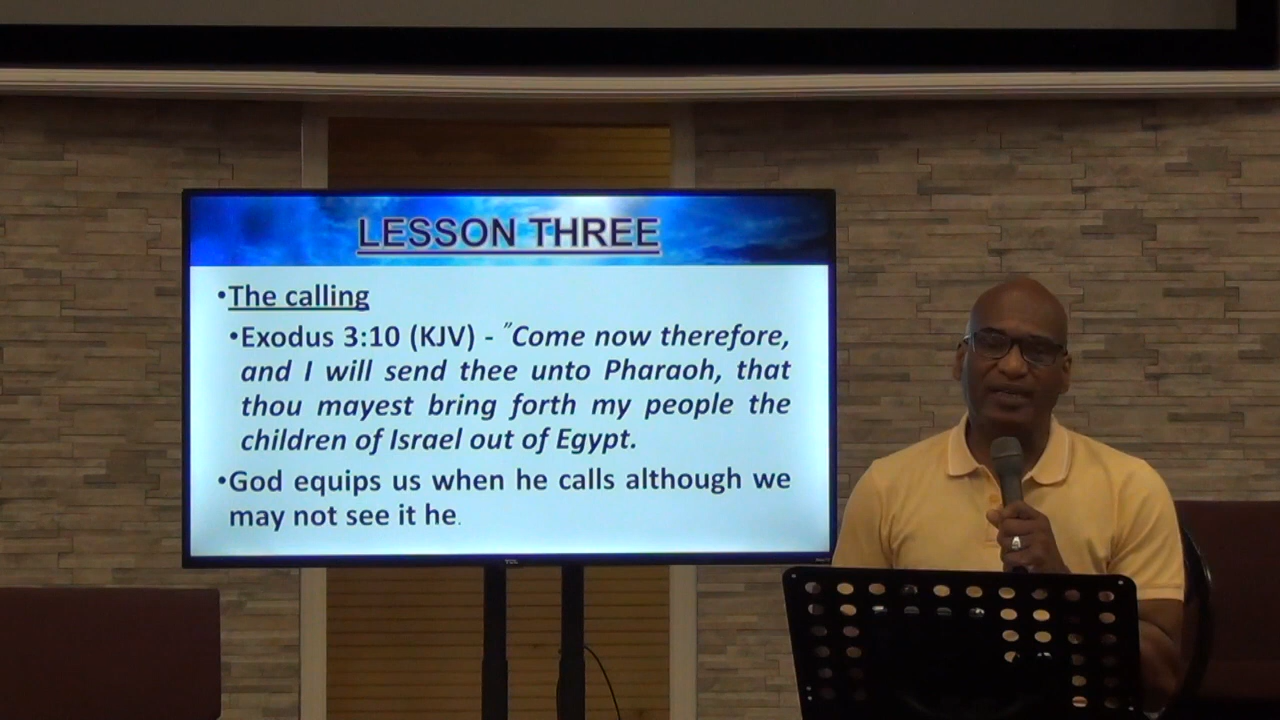 LESSON THREE
•The calling
•Exodus 3:10 (KJV) - "Come now therefore,
and I will send thee unto Pharaoh, that
thou mayest bring forth my people the
children of Israel out of Egypt.
•God equips us when he calls although we
may not see it he.
TCL